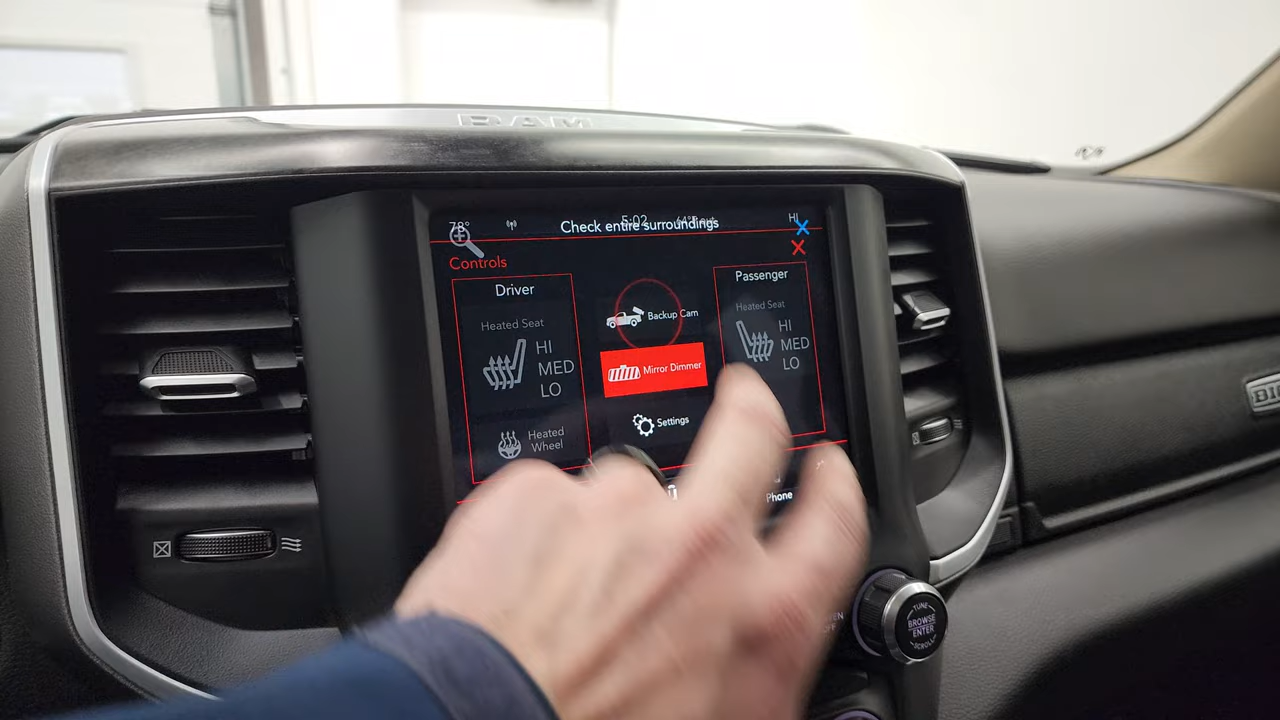 RAM
78° 5:02 HI
Check entire surroundings
Controls
Driver
Passenger
Heated Seat
HI
MED
LO
Heated
Wheel
Backup Cam
Mirror Dimmer
Settings
Heated Seat
HI
MED
LO
Phone
TUNE
BROWSE
ENTER
SCROLL